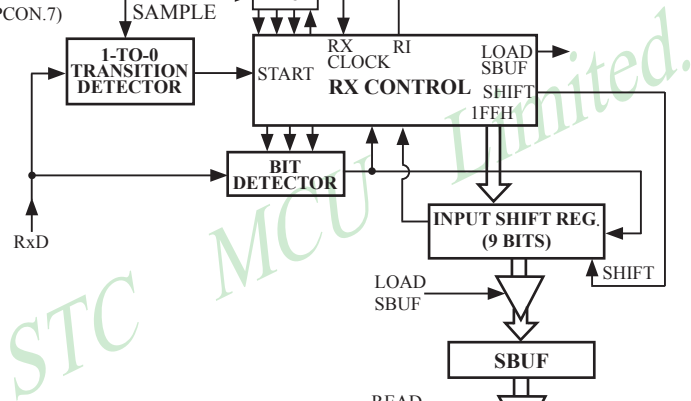 PCON.7)
SAMPLE
1-TO-0
TRANSITION
DETECTOR
START
RX
CLOCK
RI
LOAD
SBUF
RX CONTROL
SHIFT
1FFH
BIT
DETECTOR
RxD
INPUT SHIFT REG.
(9 BITS)
SHIFT
LOAD
SBUF
SBUF
READ
STC MCU Limited.